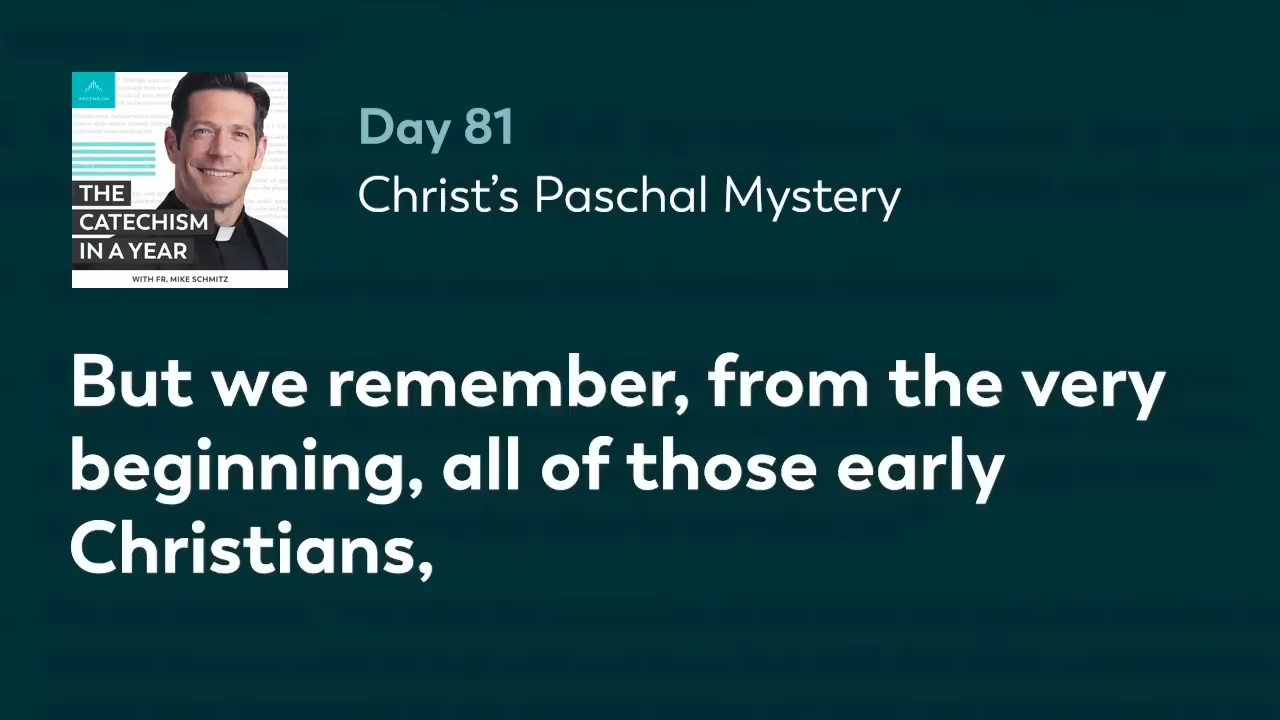 ASCENSION
THE
CATECHISM
IN A YEAR
WITH FR. MIKE SCHMITZ
Day 81
Christ’s Paschal Mystery
But we remember, from the very
beginning, all of those early
Christians,